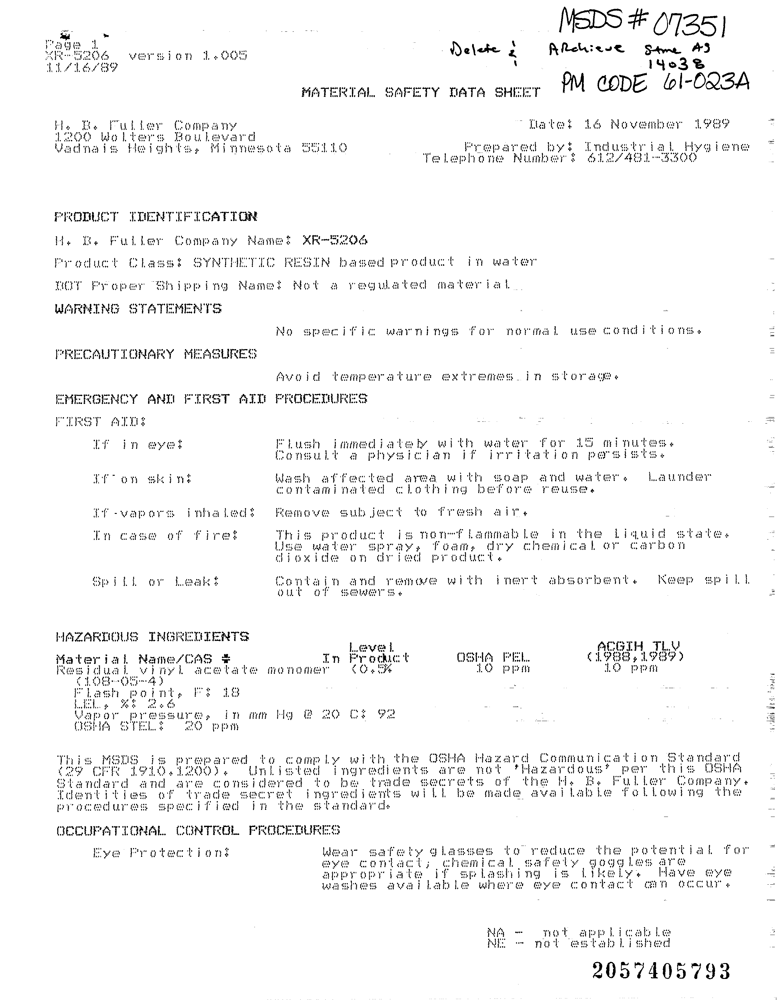 MSDS # 07351
Page 1
XR-5206 version 1.005
11/16/89
Delete & Archieve Same As
14038
PM CODE 61-023A
MATERIAL SAFETY DATA SHEET
H. B. Fuller Company
1200 Wolters Boulevard
Vadnais Heights, Minnesota 55110
Date: 16 November 1989
Prepared by: Industrial Hygiene
Telephone Number: 612/481-3300
PRODUCT IDENTIFICATION
H. B. Fuller Company Name: XR-5206
Product Class: SYNTHETIC RESIN based product in water
DOT Proper Shipping Name: Not a regulated material
WARNING STATEMENTS
No specific warnings for normal use conditions.
PRECAUTIONARY MEASURES
Avoid temperature extremes in storage.
EMERGENCY AND FIRST AID PROCEDURES
FIRST AID:
If in eye: Flush immediately with water for 15 minutes.
Consult a physician if irritation persists.
If on skin: Wash affected area with soap and water. Launder
contaminated clothing before reuse.
If vapors inhaled: Remove subject to fresh air.
In case of fire: This product is non-flammable in the liquid state.
Use water spray, foam, dry chemical or carbon
dioxide on dried product.
Spill or Leak: Contain and remove with inert absorbent. Keep spill
out of sewers.
HAZARDOUS INGREDIENTS
Level ACGIH TLV
Material Name/CAS # In Product OSHA PEL (1988,1989)
Residual vinyl acetate monomer <0.5% 10 ppm 10 ppm
(108-05-4)
Flash point, F: 18
LEL, %: 2.6
Vapor pressure, in mm Hg @ 20 C: 92
OSHA STEL: 20 ppm
This MSDS is prepared to comply with the OSHA Hazard Communication Standard
(29 CFR 1910.1200). Unlisted ingredients are not 'Hazardous' per this OSHA
Standard and are considered to be trade secrets of the H. B. Fuller Company.
Identities of trade secret ingredients will be made available following the
procedures specified in the standard.
OCCUPATIONAL CONTROL PROCEDURES
Eye Protection: Wear safety glasses to reduce the potential for
eye contact; chemical safety goggles are
appropriate if splashing is likely. Have eye
washes available where eye contact can occur.
NA - not applicable
NE - not established
2057405793